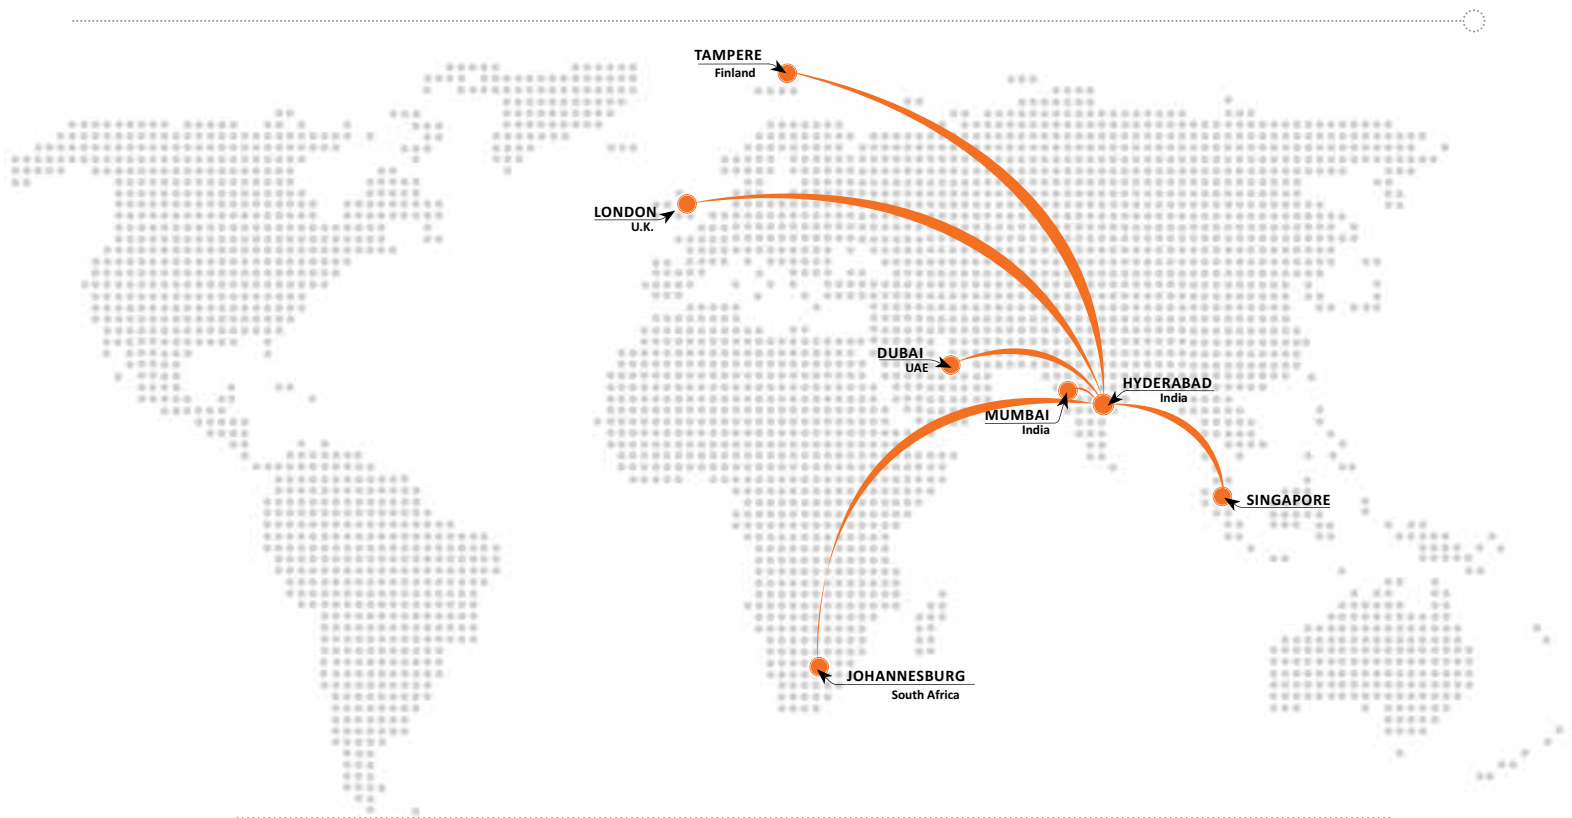 TAMPERE
Finland
LONDON
U.K.
DUBAI
UAE
HYDERABAD
India
MUMBAI
India
SINGAPORE
JOHANNESBURG
South Africa